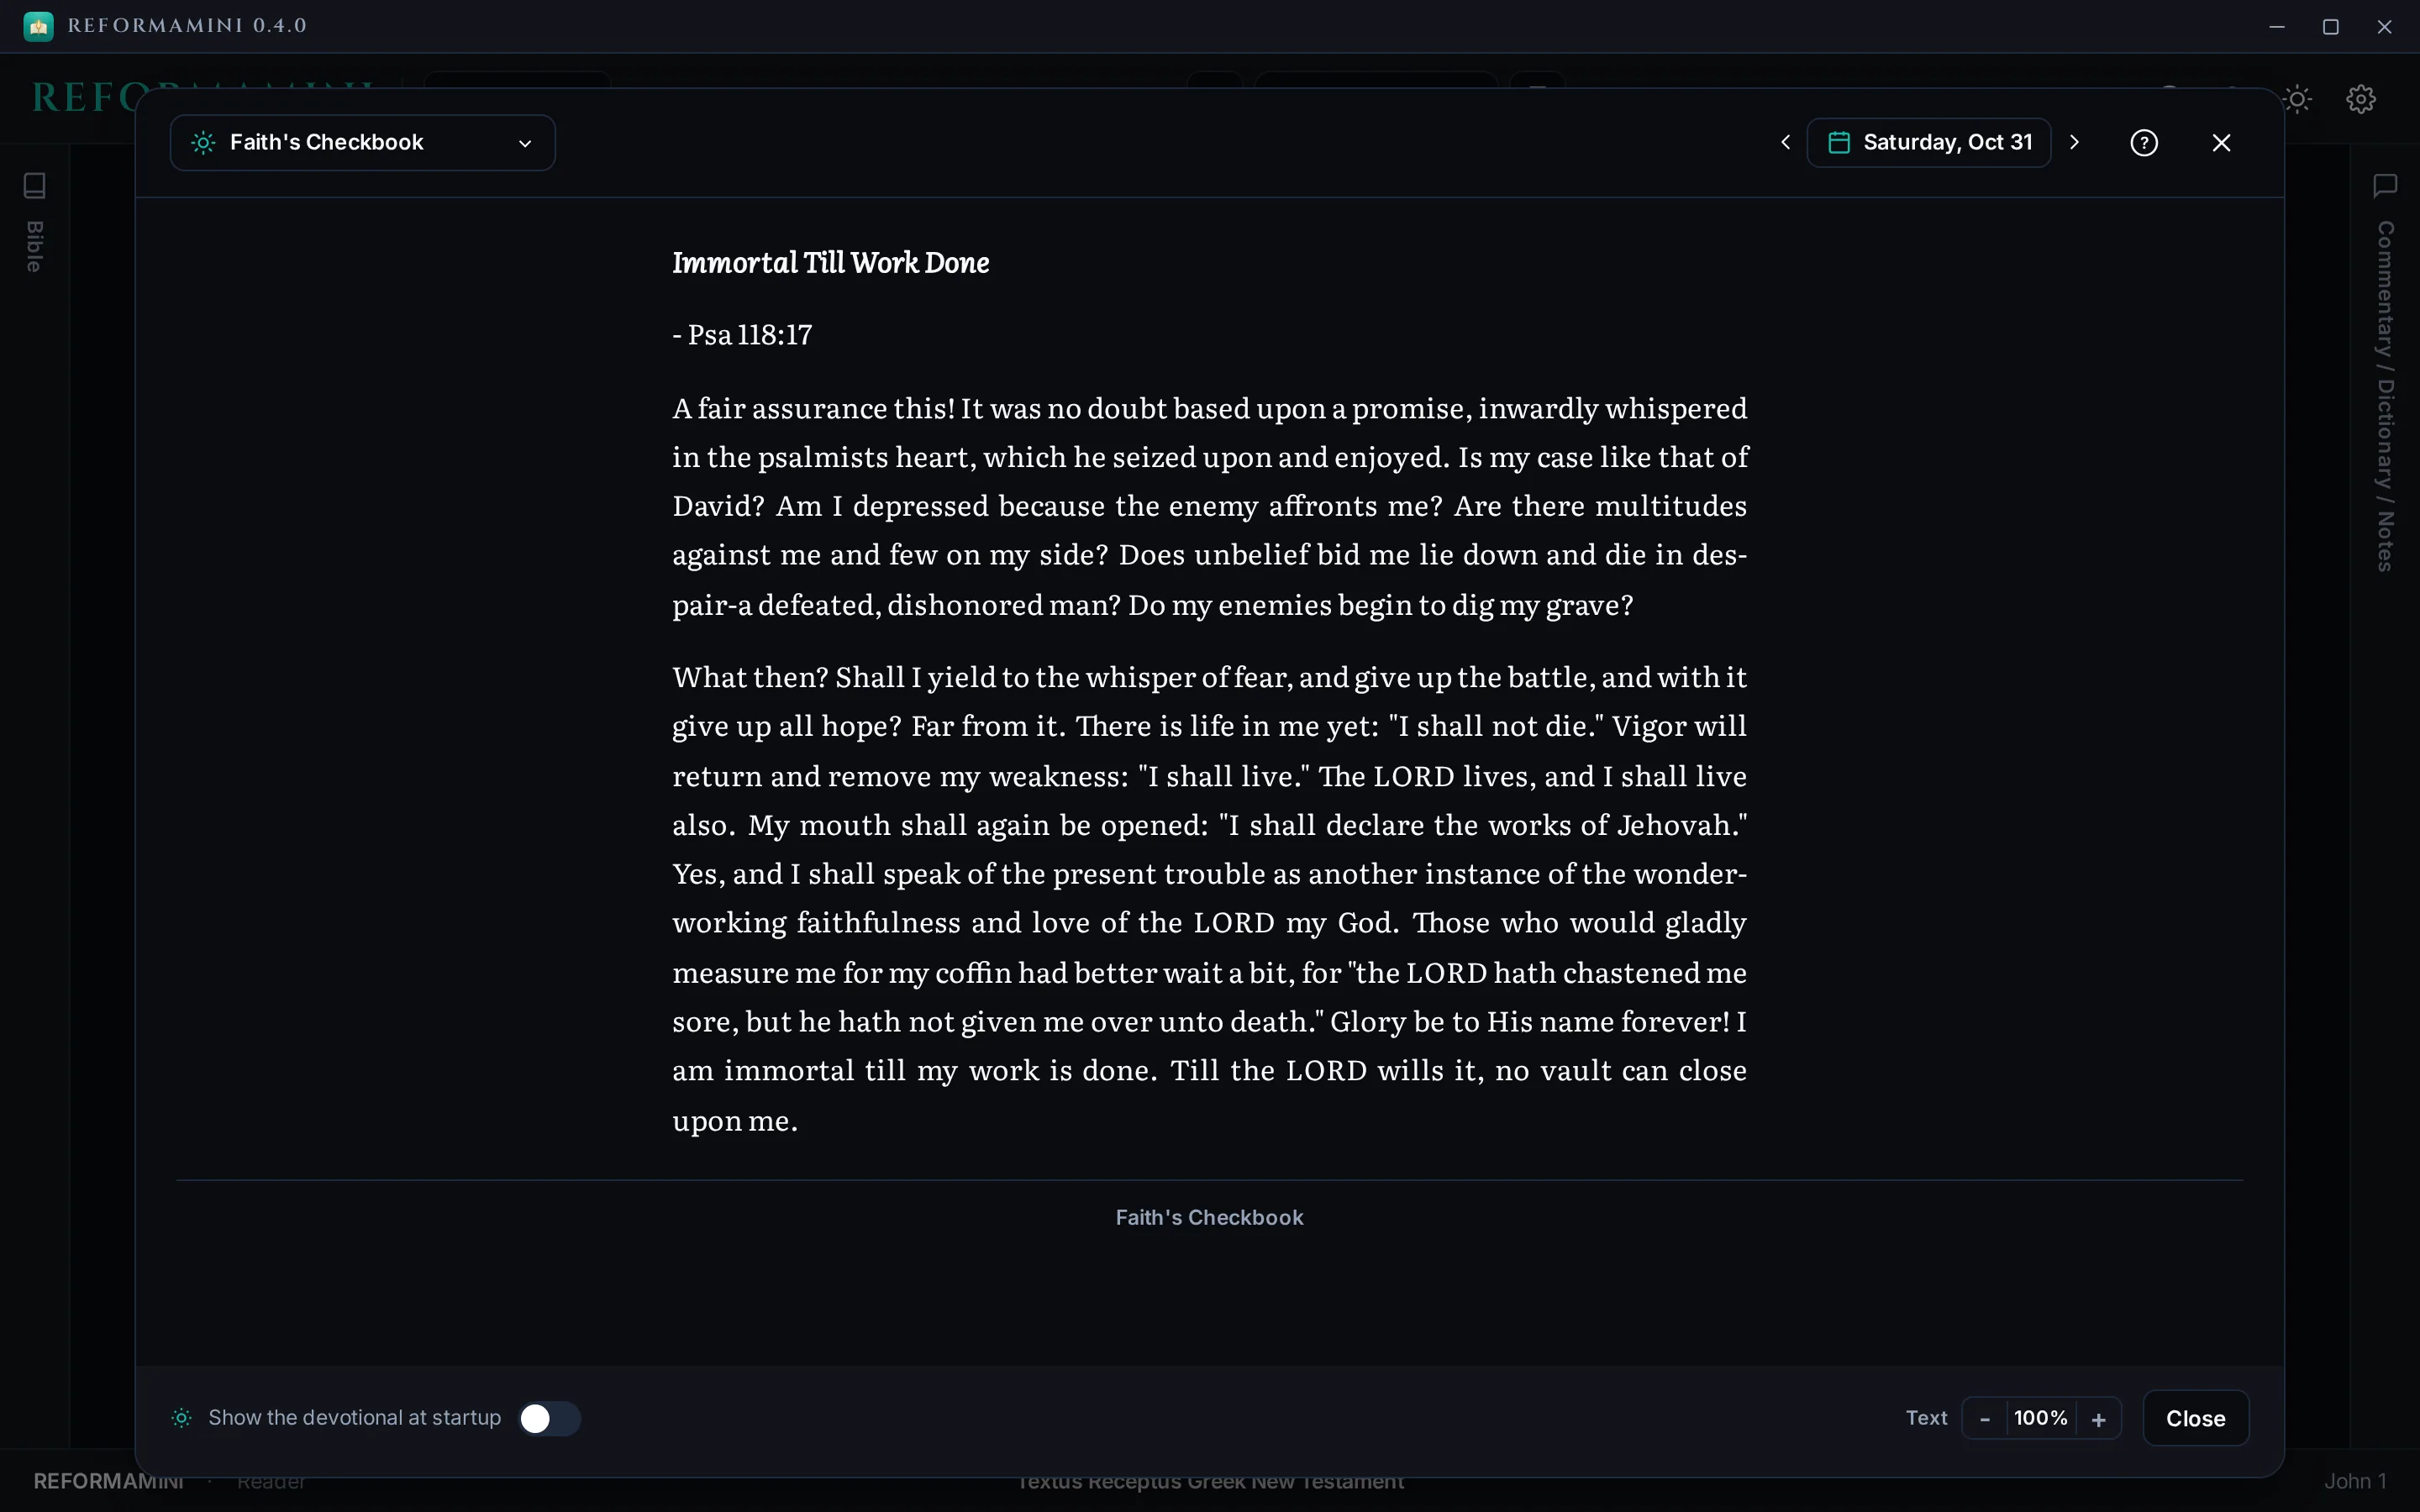 REFORMAMINI 0.4.0
Faith's Checkbook
Saturday, Oct 31
Bible
Commentary / Dictionary / Notes
Immortal Till Work Done
- Psa 118:17
A fair assurance this! It was no doubt based upon a promise, inwardly whispered
in the psalmists heart, which he seized upon and enjoyed. Is my case like that of
David? Am I depressed because the enemy affronts me? Are there multitudes
against me and few on my side? Does unbelief bid me lie down and die in des-
pair-a defeated, dishonored man? Do my enemies begin to dig my grave?
What then? Shall I yield to the whisper of fear, and give up the battle, and with it
give up all hope? Far from it. There is life in me yet: "I shall not die." Vigor will
return and remove my weakness: "I shall live." The LORD lives, and I shall live
also. My mouth shall again be opened: "I shall declare the works of Jehovah."
Yes, and I shall speak of the present trouble as another instance of the wonder-
working faithfulness and love of the LORD my God. Those who would gladly
measure me for my coffin had better wait a bit, for "the LORD hath chastened me
sore, but he hath not given me over unto death." Glory be to His name forever! I
am immortal till my work is done. Till the LORD wills it, no vault can close
upon me.
Faith's Checkbook
Show the devotional at startup
Text - 100% + Close
REFORMAMINI · Reader
Textus Receptus Greek New Testament
John 1